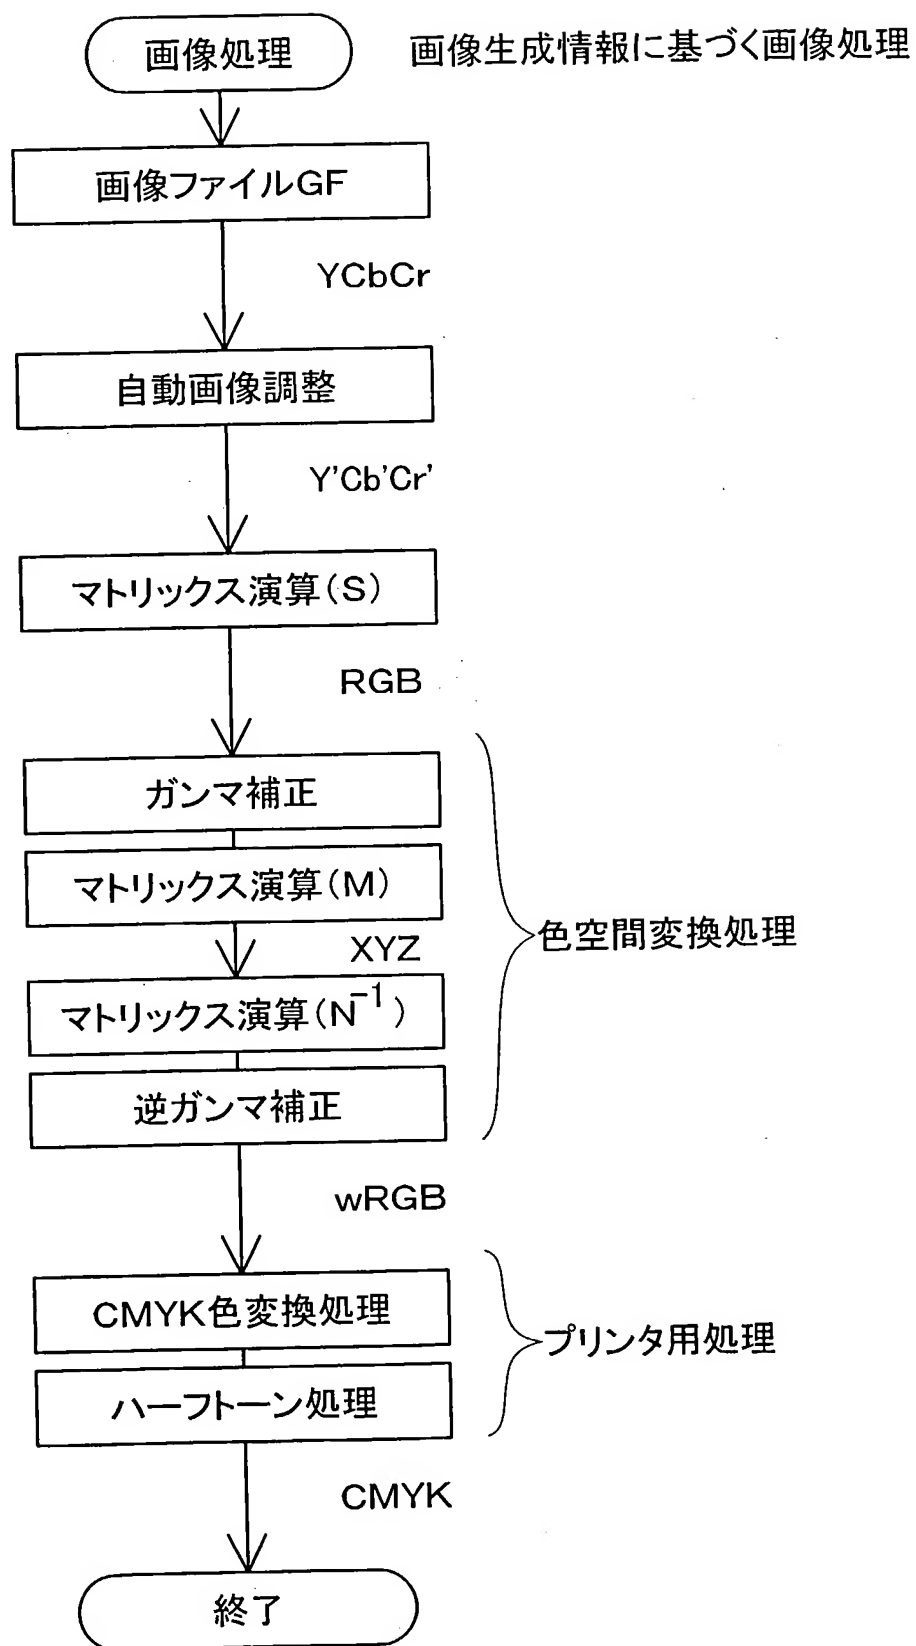 画像処理
画像生成情報に基づく画像処理
画像ファイルGF
YCbCr
自動画像調整
Y'Cb'Cr'
マトリックス演算(S)
RGB
ガンマ補正
マトリックス演算(M)
XYZ
色空間変換処理
マトリックス演算(N⁻¹)
逆ガンマ補正
wRGB
CMYK色変換処理
プリンタ用処理
ハーフトーン処理
CMYK
終了